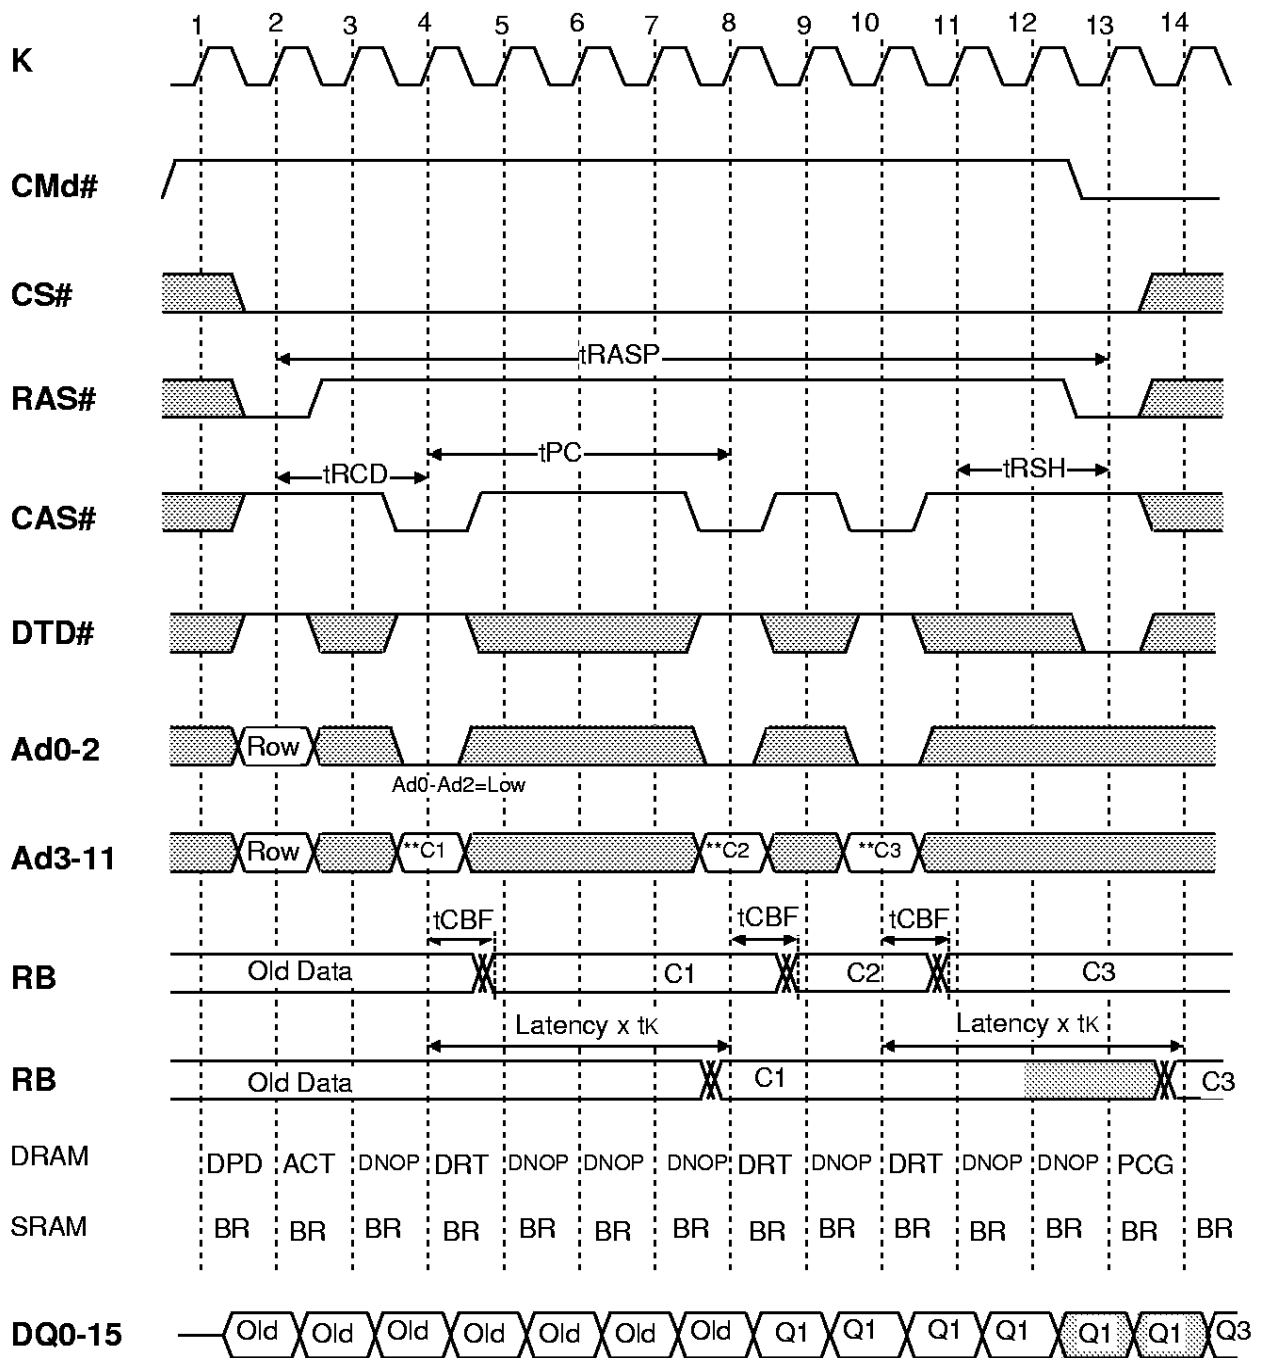 1 2 3 4 5 6 7 8 9 10 11 12 13 14
K
CMd#
CS#
tRASP
RAS#
tPC
tRCD tRSH
CAS#
DTD#
Ad0-2 Row
Ad0-Ad2=Low
Ad3-11 Row **C1 **C2 **C3
tCBF tCBF tCBF
RB Old Data C1 C2 C3
Latency x tK Latency x tK
RB Old Data C1 C3
DRAM DPD ACT DNOP DRT DNOP DNOP DNOP DRT DNOP DRT DNOP DNOP PCG
SRAM BR BR BR BR BR BR BR BR BR BR BR BR BR BR
DQ0-15 Old Old Old Old Old Old Old Q1 Q1 Q1 Q1 Q1 Q1 Q3